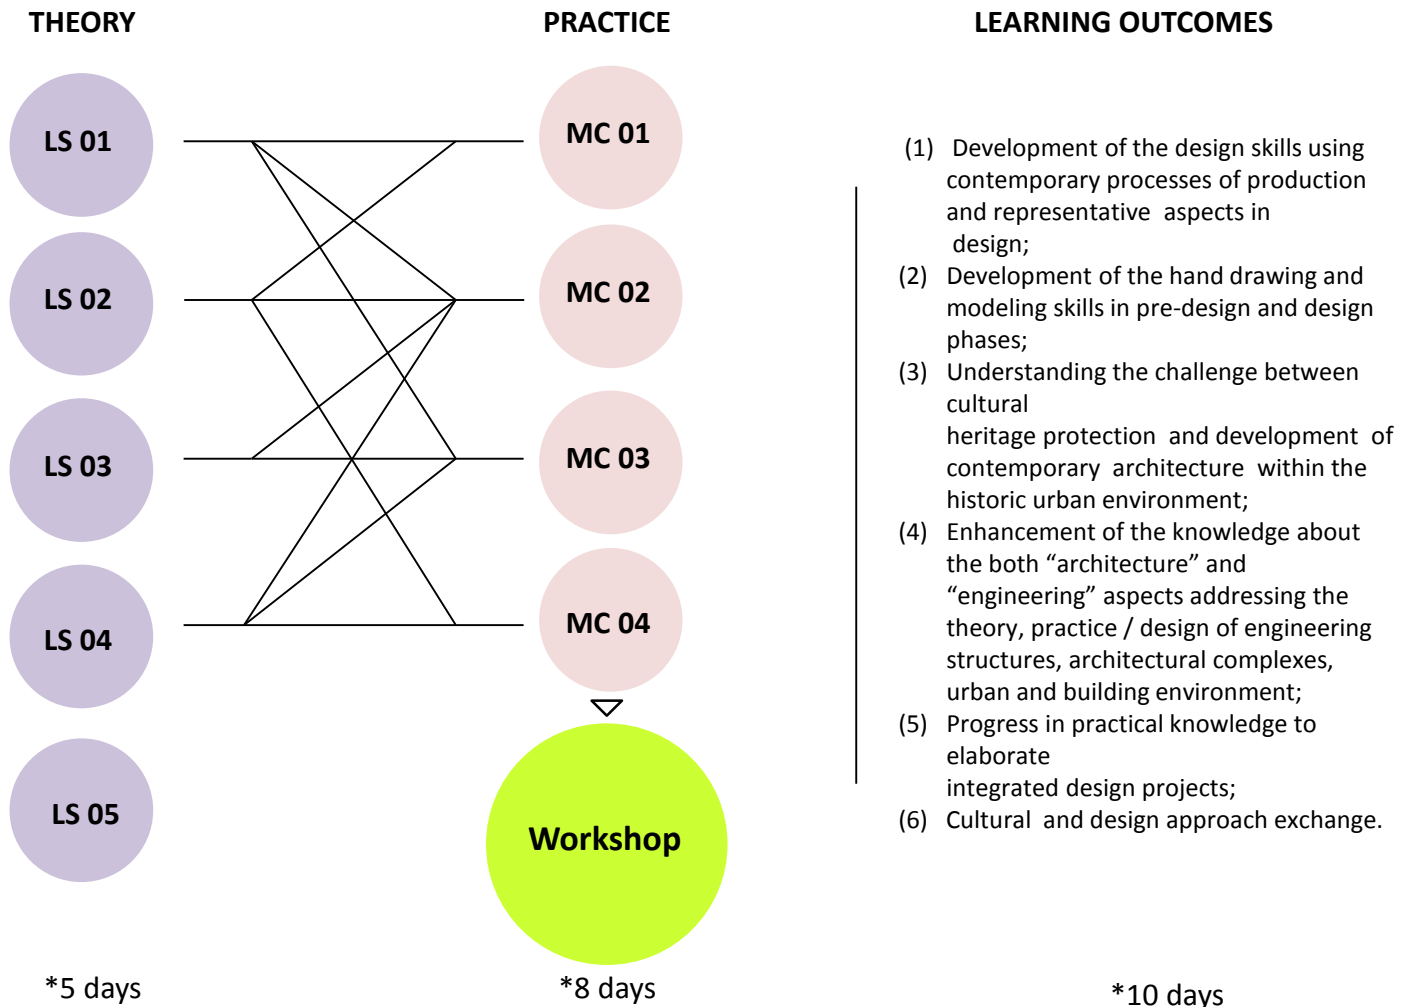 THEORY
LS 01
LS 02
LS 03
LS 04
LS 05
*5 days
PRACTICE
MC 01
MC 02
MC 03
MC 04
Workshop
*8 days
LEARNING OUTCOMES
(1) Development of the design skills using
contemporary processes of production
and representative aspects in
design;
(2) Development of the hand drawing and
modeling skills in pre-design and design
phases;
(3) Understanding the challenge between
cultural
heritage protection and development of
contemporary architecture within the
historic urban environment;
(4) Enhancement of the knowledge about
the both “architecture” and
“engineering” aspects addressing the
theory, practice / design of engineering
structures, architectural complexes,
urban and building environment;
(5) Progress in practical knowledge to
elaborate
integrated design projects;
(6) Cultural and design approach exchange.
*10 days